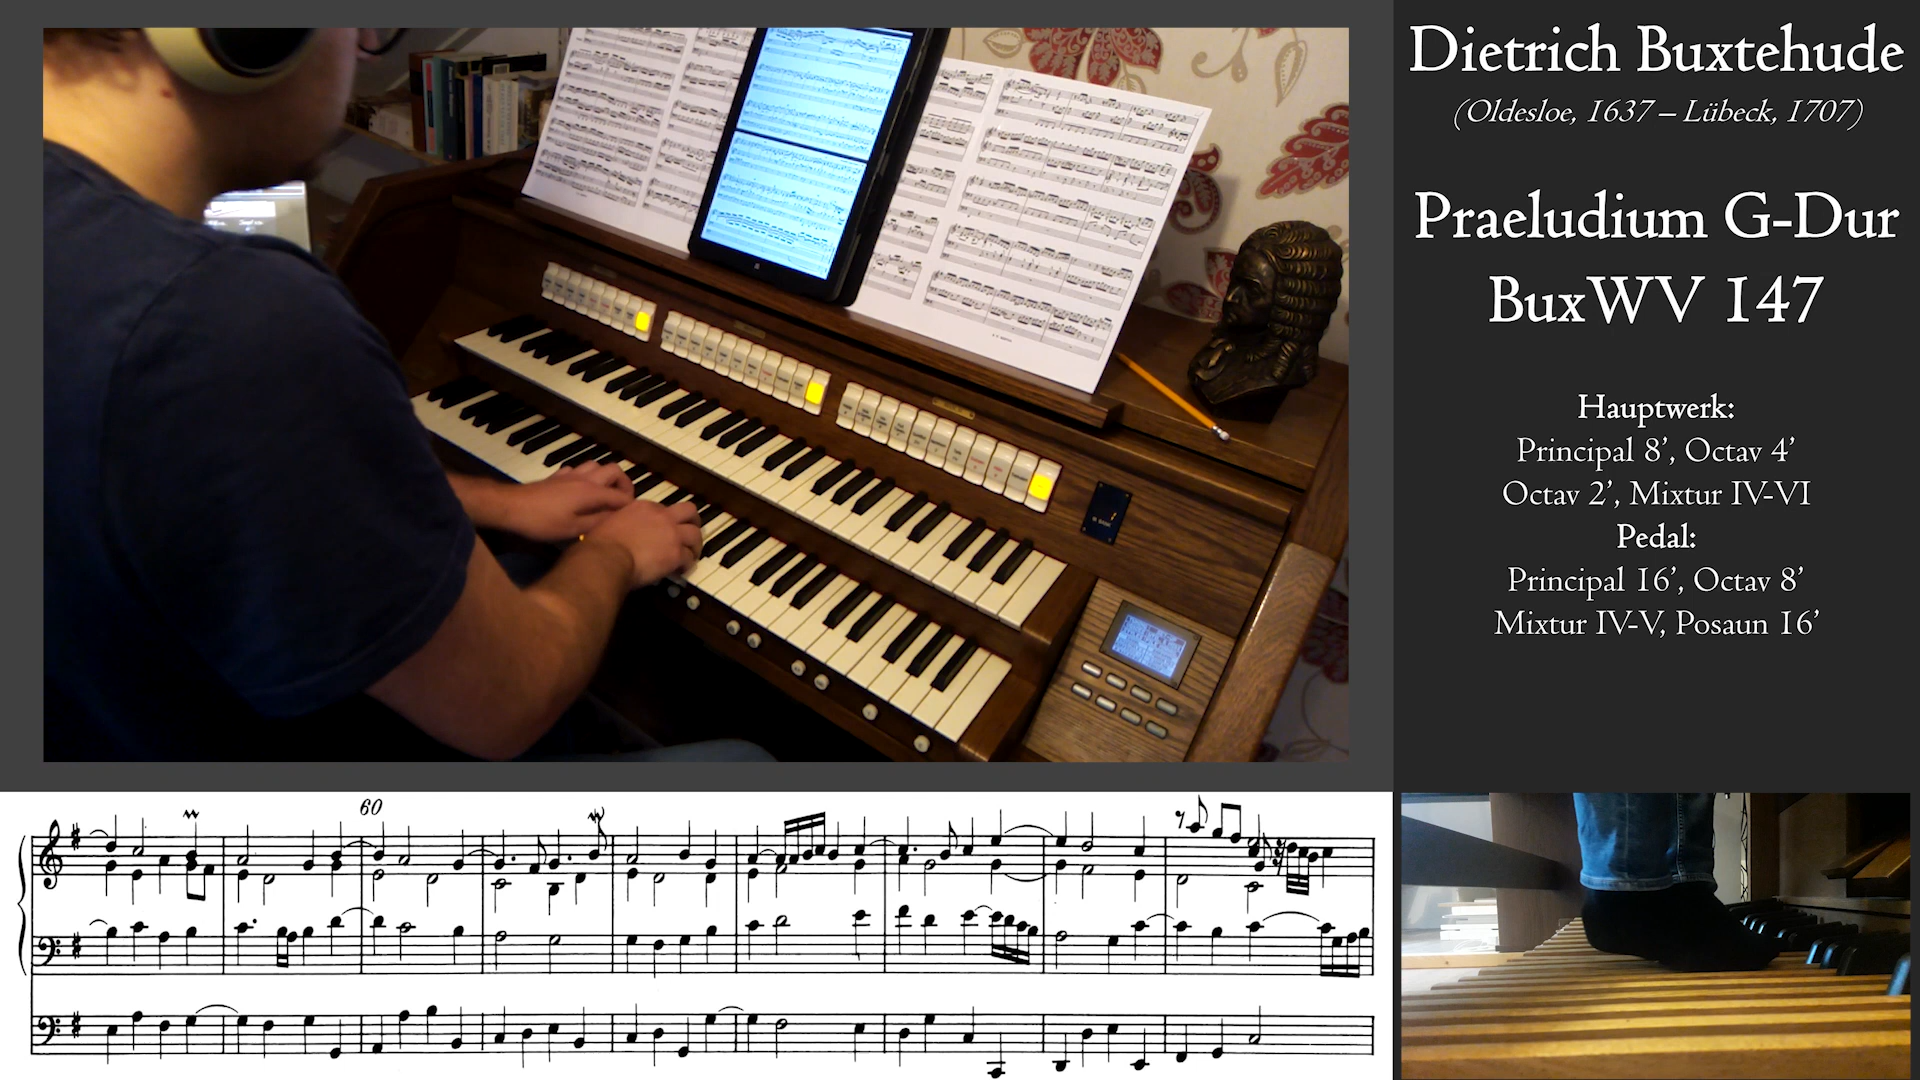 Dietrich Buxtehude
(Oldesloe, 1637 – Lübeck, 1707)
Praeludium G-Dur
BuxWV 147
Hauptwerk:
Principal 8’, Octav 4’
Octav 2’, Mixtur IV-VI
Pedal:
Principal 16’, Octav 8’
Mixtur IV-V, Posaun 16’
60